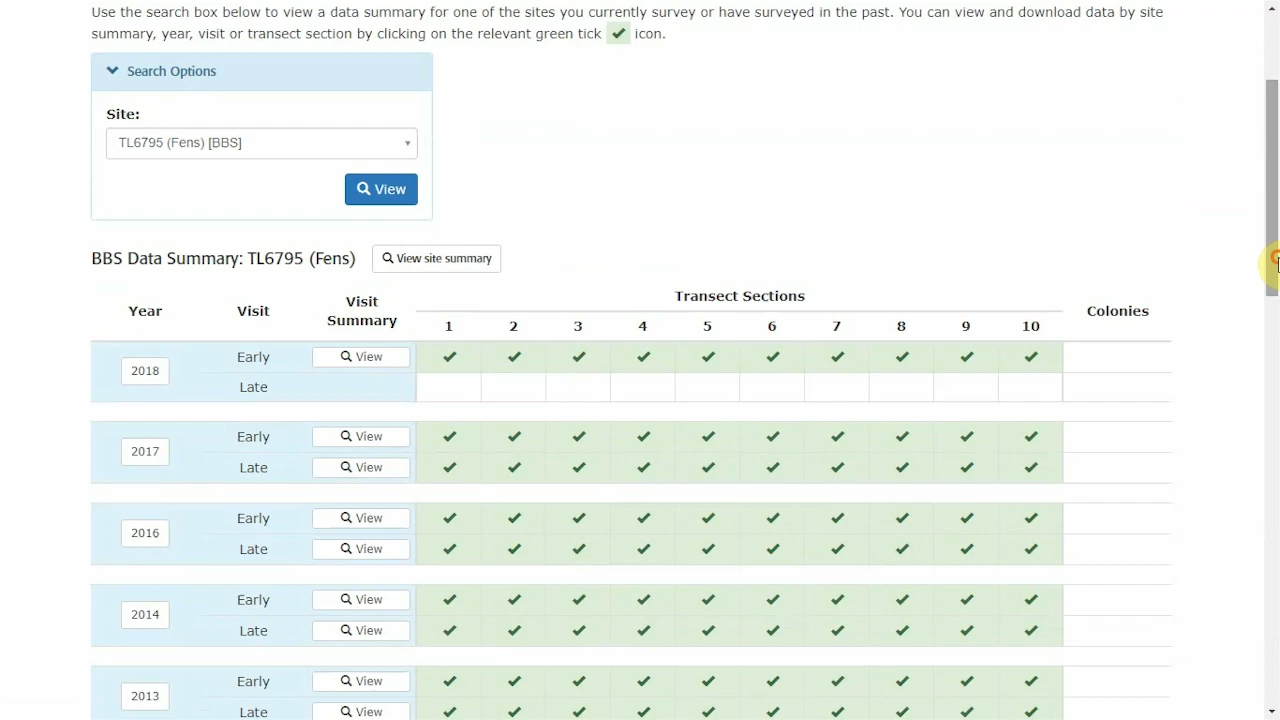 Use the search box below to view a data summary for one of the sites you currently survey or have surveyed in the past. You can view and download data by site
summary, year, visit or transect section by clicking on the relevant green tick ✔ icon.
Search Options
Site:
TL6795 (Fens) [BBS]
View
BBS Data Summary: TL6795 (Fens) View site summary
Year Visit Visit Summary Transect Sections Colonies
1 2 3 4 5 6 7 8 9 10
2018 Early View ✔ ✔ ✔ ✔ ✔ ✔ ✔ ✔ ✔ ✔
Late
2017 Early View ✔ ✔ ✔ ✔ ✔ ✔ ✔ ✔ ✔ ✔
Late View ✔ ✔ ✔ ✔ ✔ ✔ ✔ ✔ ✔ ✔
2016 Early View ✔ ✔ ✔ ✔ ✔ ✔ ✔ ✔ ✔ ✔
Late View ✔ ✔ ✔ ✔ ✔ ✔ ✔ ✔ ✔ ✔
2014 Early View ✔ ✔ ✔ ✔ ✔ ✔ ✔ ✔ ✔ ✔
Late View ✔ ✔ ✔ ✔ ✔ ✔ ✔ ✔ ✔ ✔
2013 Early View ✔ ✔ ✔ ✔ ✔ ✔ ✔ ✔ ✔ ✔
Late View ✔ ✔ ✔ ✔ ✔ ✔ ✔ ✔ ✔ ✔